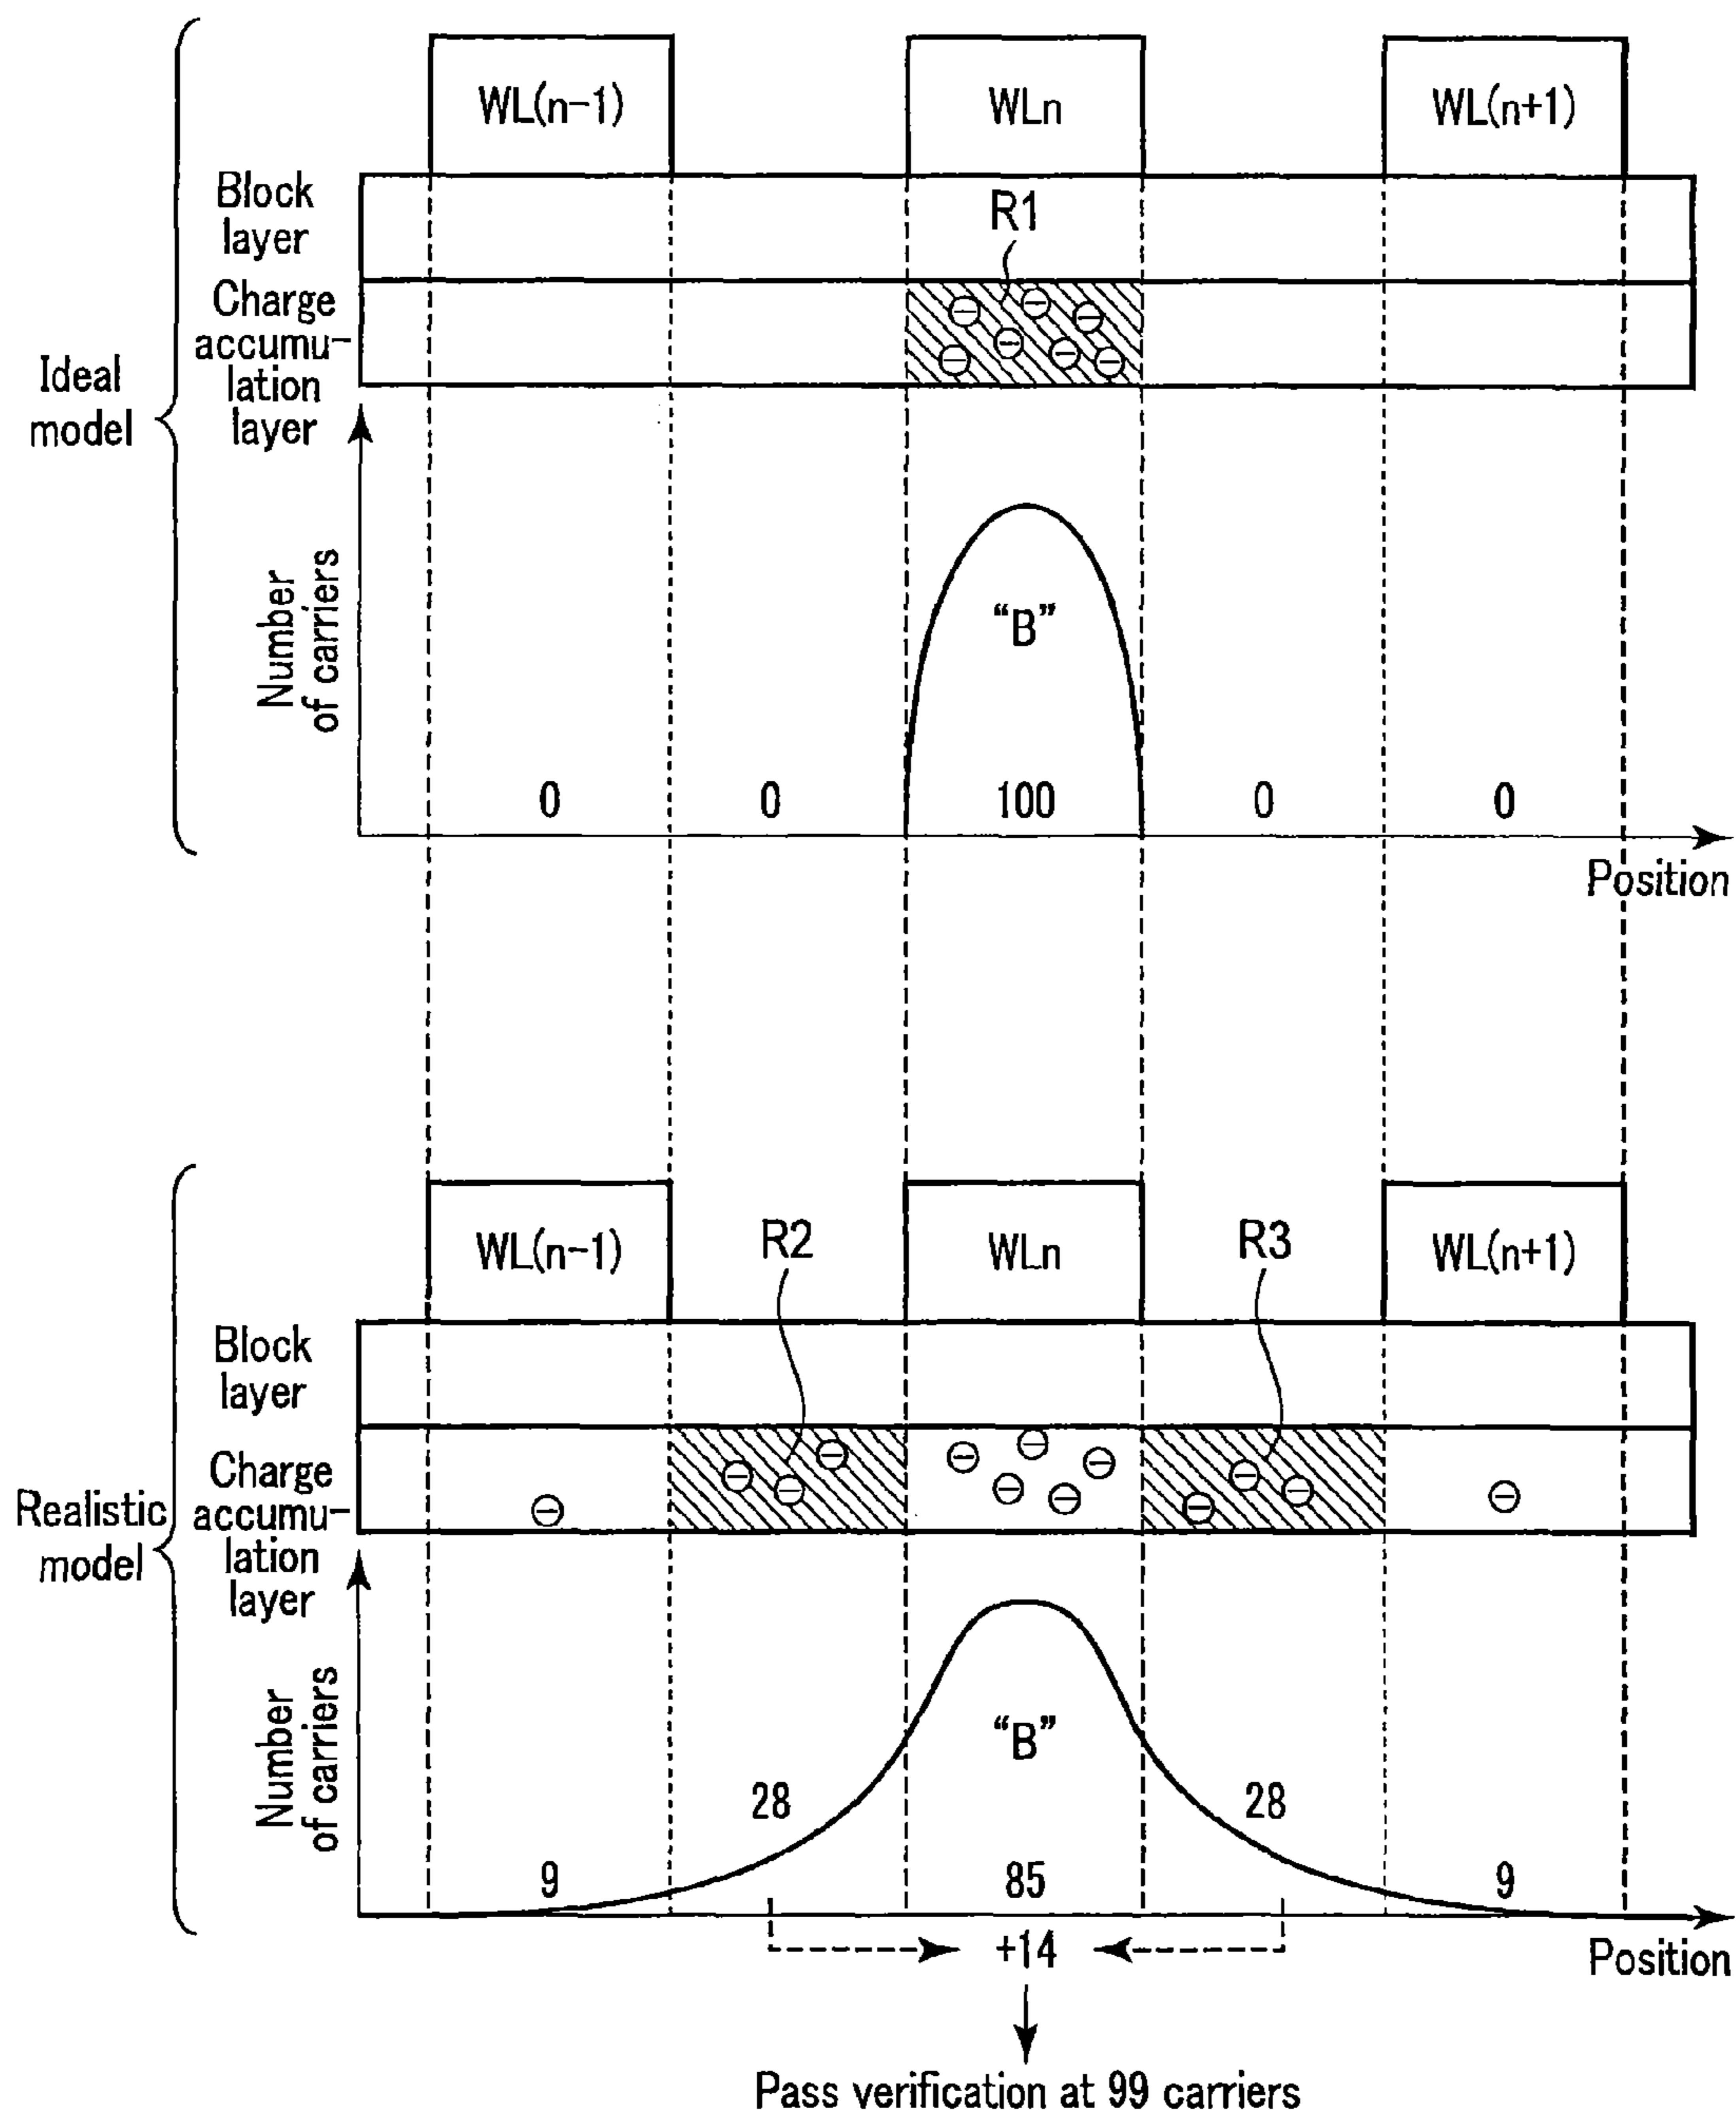 WL(n-1) WLn WL(n+1)
Block
layer
R1
Charge
accumu-
lation
layer
Ideal
model
Number
of carriers
“B”
0 0 100 0 0
Position
WL(n-1) R2 WLn R3 WL(n+1)
Block
layer
Charge
accumu-
lation
layer
Realistic
model
Number
of carriers
“B”
28 28
9 85 9
+14
Position
Pass verification at 99 carriers